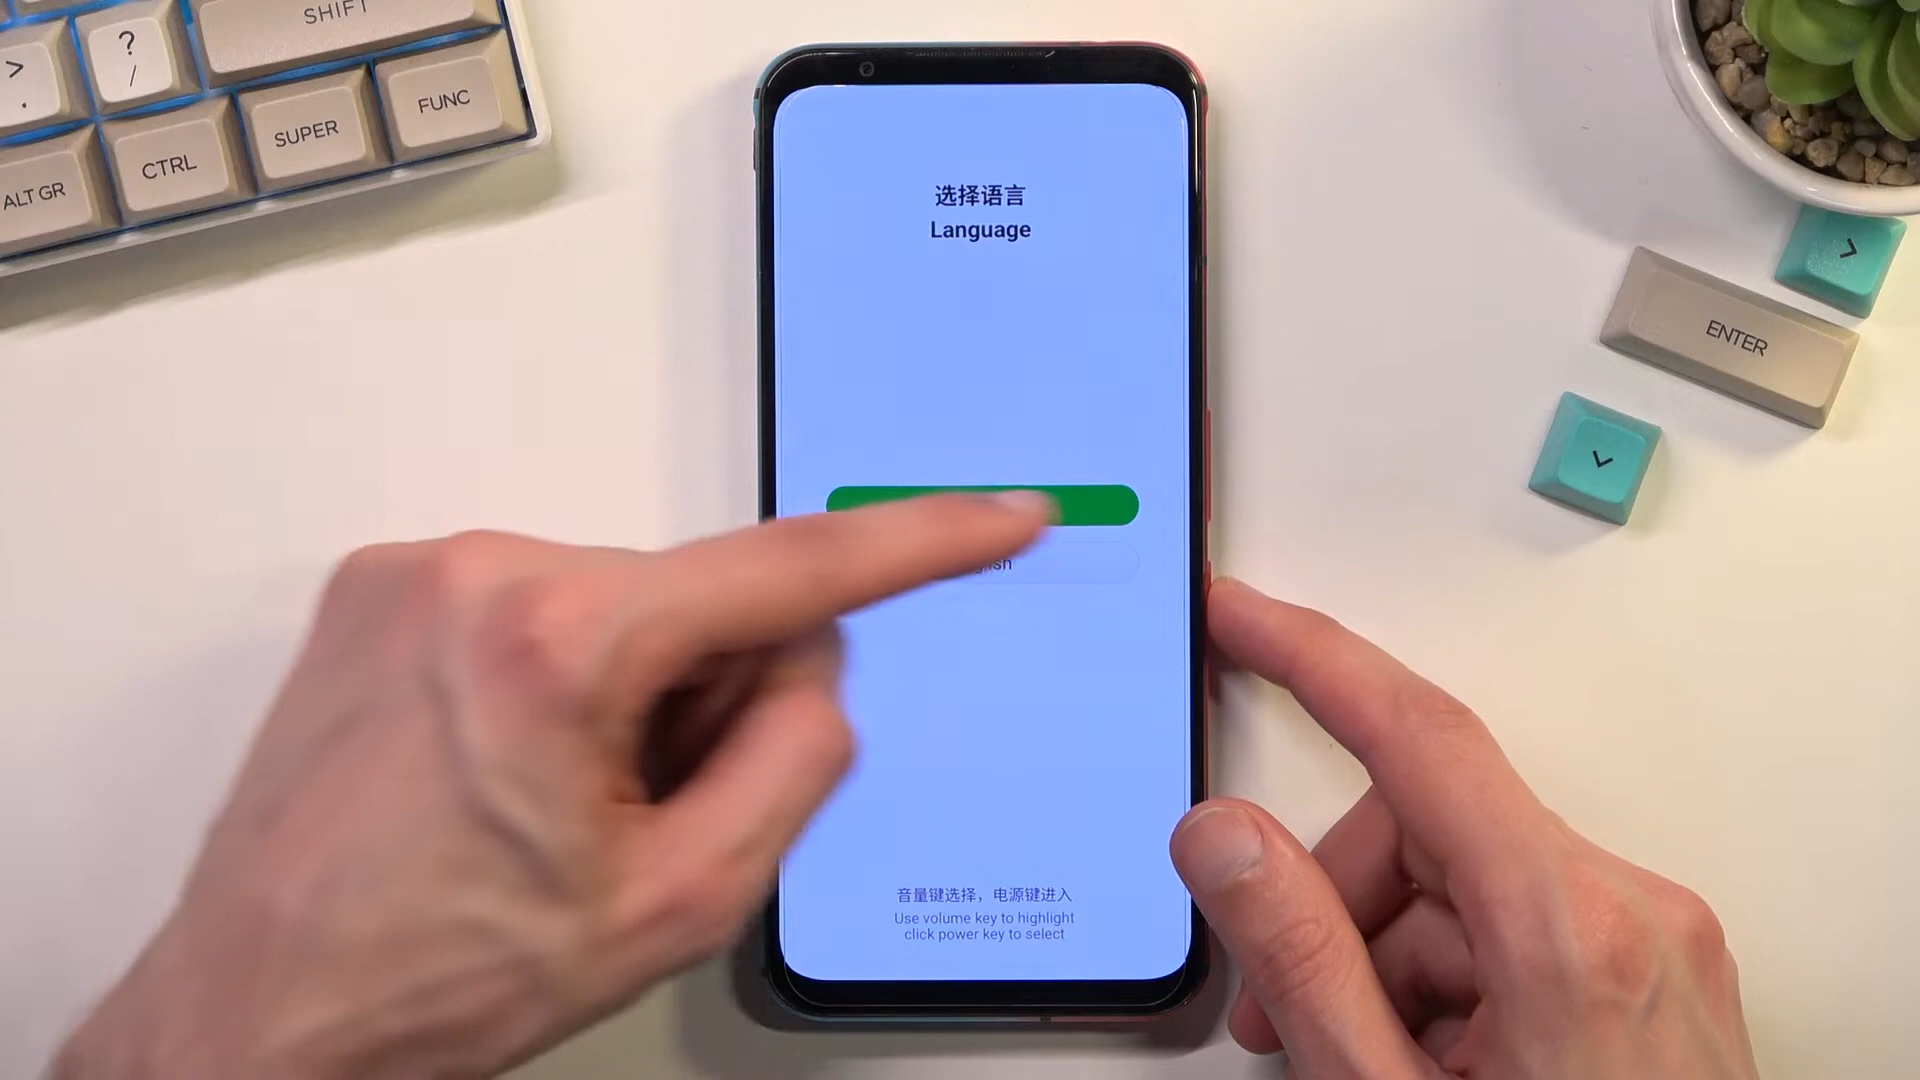 SHIFT
?
/
>
.
FUNC
SUPER
CTRL
ALT GR
选择语言
Language
ENTER
音量键选择，电源键进入
Use volume key to highlight
click power key to select